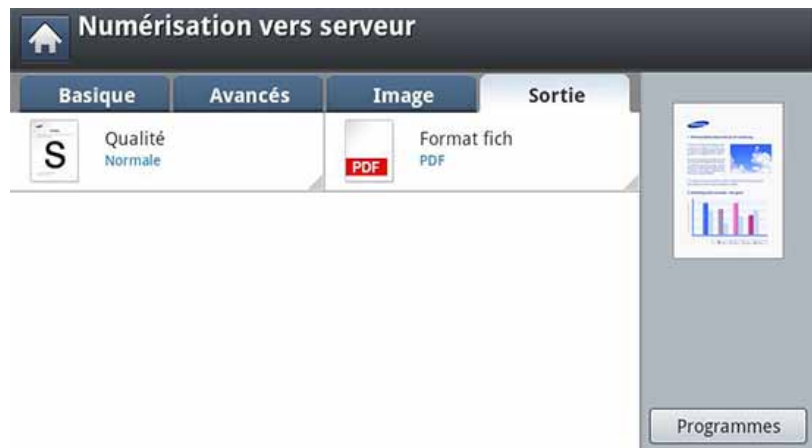 Numérisation vers serveur
Basique
Avancés
Image
Sortie
S
Qualité
Normale
PDF
Format fich
PDF
Programmes